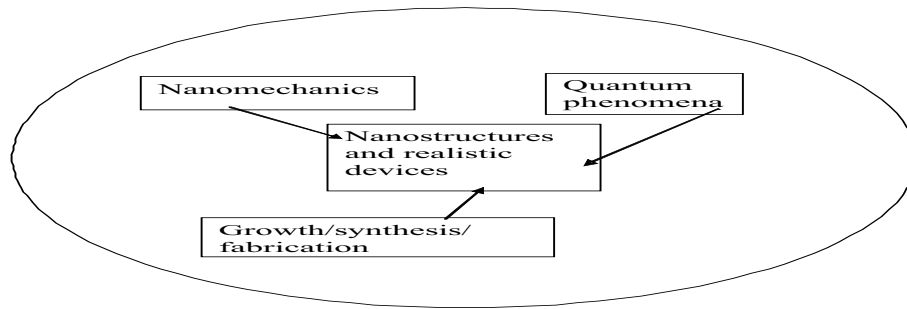 Nanomechanics
Quantum
phenomena
Nanostructures
and realistic
devices
Growth/synthesis/
fabrication